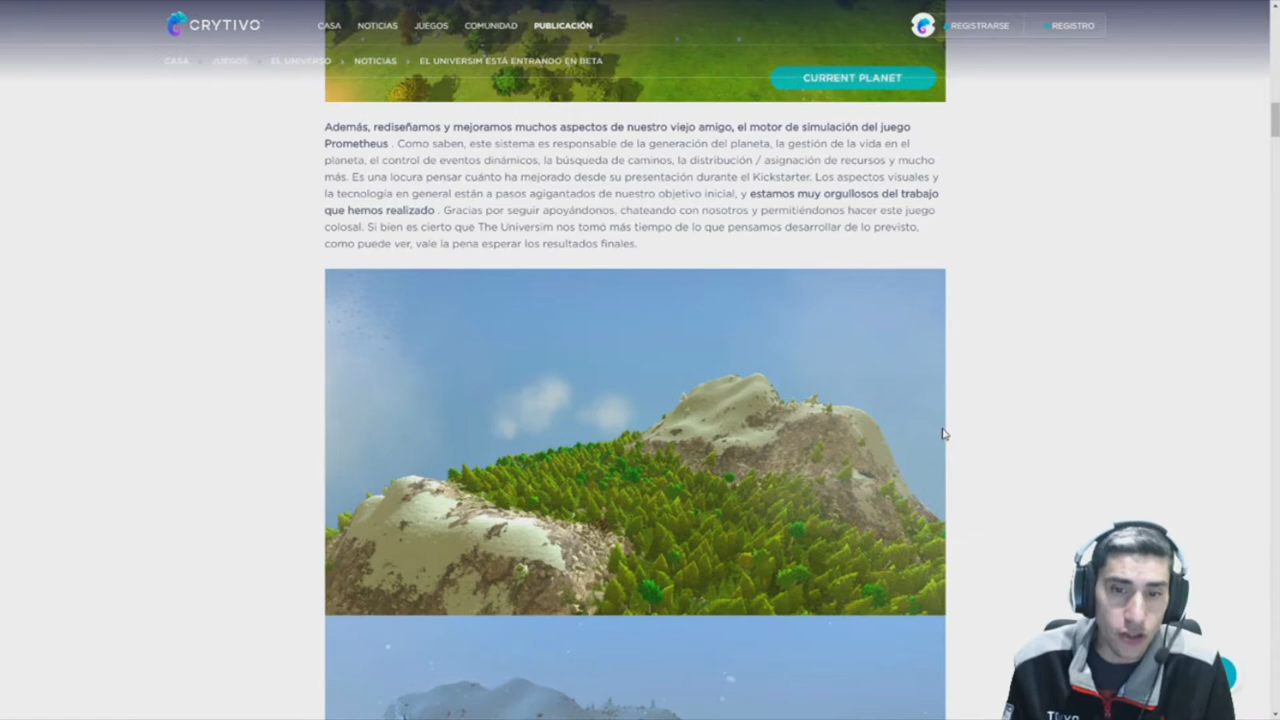 CRYTIVO
CASA NOTICIAS JUEGOS COMUNIDAD PUBLICACIÓN
REGISTRARSE REGISTRO
CASA > JUEGOS > EL UNIVERSO > NOTICIAS > EL UNIVERSIM ESTÁ ENTRANDO EN BETA
CURRENT PLANET
Además, rediseñamos y mejoramos muchos aspectos de nuestro viejo amigo, el motor de simulación del juego
Prometheus . Como saben, este sistema es responsable de la generación del planeta, la gestión de la vida en el
planeta, el control de eventos dinámicos, la búsqueda de caminos, la distribución / asignación de recursos y mucho
más. Es una locura pensar cuánto ha mejorado desde su presentación durante el Kickstarter. Los aspectos visuales y
la tecnología en general están a pasos agigantados de nuestro objetivo inicial, y estamos muy orgullosos del trabajo
que hemos realizado . Gracias por seguir apoyándonos, chateando con nosotros y permitiéndonos hacer este juego
colosal. Si bien es cierto que The Universim nos tomó más tiempo de lo que pensamos desarrollar de lo previsto,
como puede ver, vale la pena esperar los resultados finales.